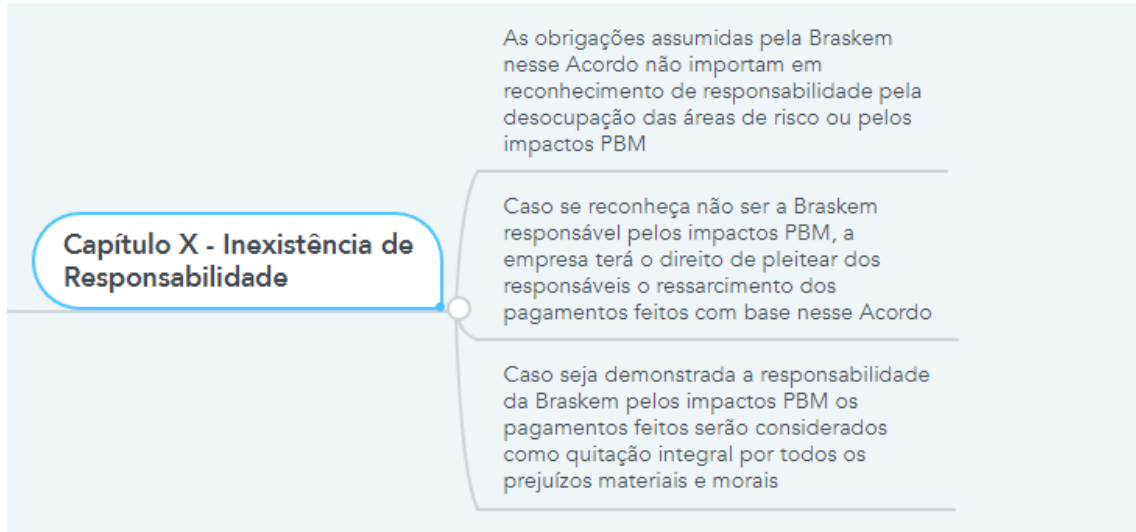 As obrigações assumidas pela Braskem
nesse Acordo não importam em
reconhecimento de responsabilidade pela
desocupação das áreas de risco ou pelos
impactos PBM
Capítulo X - Inexistência de
Responsabilidade
Caso se reconheça não ser a Braskem
responsável pelos impactos PBM, a
empresa terá o direito de pleitear dos
responsáveis o ressarcimento dos
pagamentos feitos com base nesse Acordo
Caso seja demonstrada a responsabilidade
da Braskem pelos impactos PBM os
pagamentos feitos serão considerados
como quitação integral por todos os
prejuízos materiais e morais